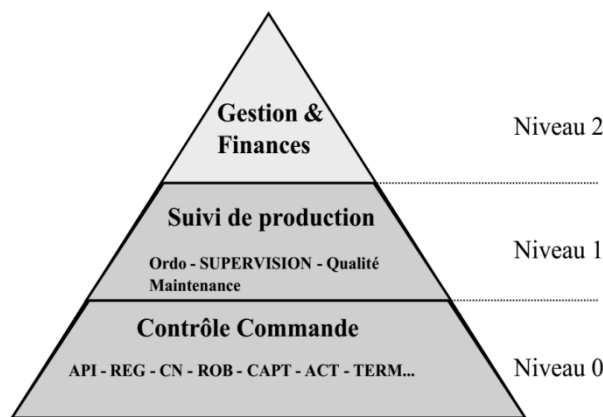 Gestion &
Finances
Niveau 2
Suivi de production
Ordo - SUPERVISION - Qualité
Maintenance
Niveau 1
Contrôle Commande
API - REG - CN - ROB - CAPT - ACT - TERM...
Niveau 0